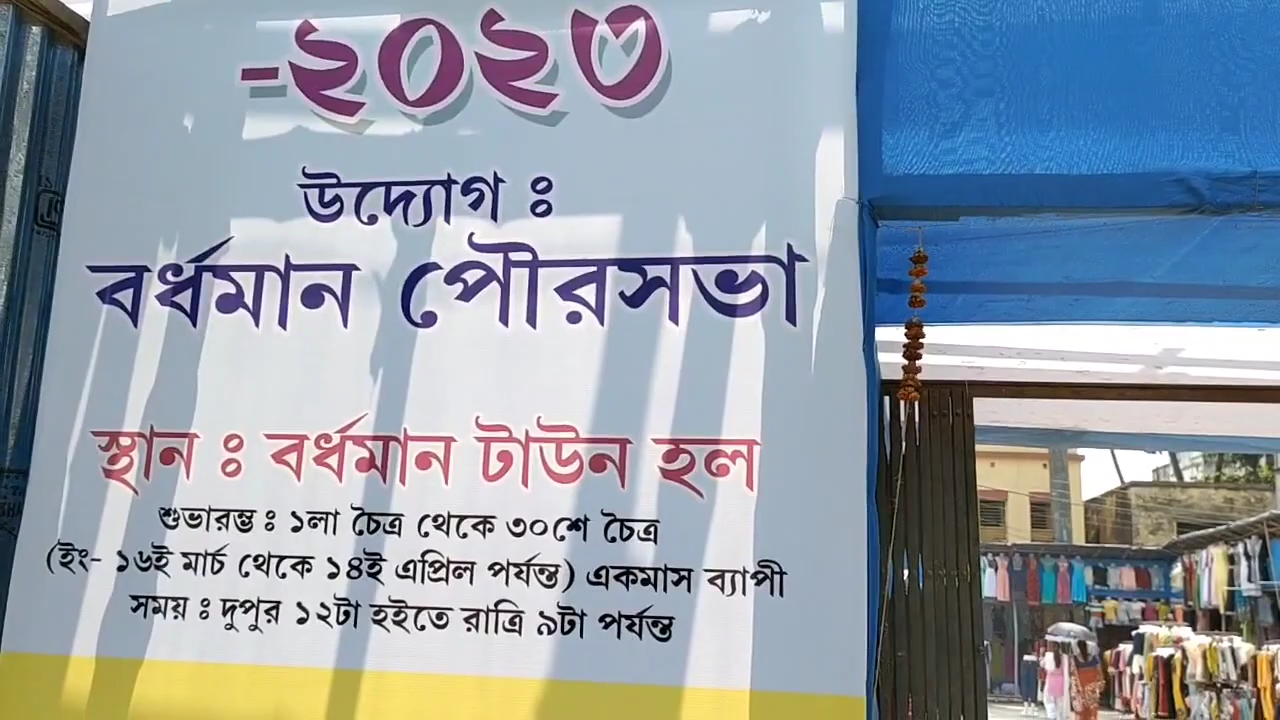 -২০২৩
উদ্যোগ ঃ
বর্ধমান পৌরসভা
স্থান ঃ বর্ধমান টাউন হল
শুভারম্ভ ঃ ১লা চৈত্র থেকে ৩০শে চৈত্র
(ইং- ১৬ই মার্চ থেকে ১৪ই এপ্রিল পর্যন্ত) একমাস ব্যাপী
সময় ঃ দুপুর ১২টা হইতে রাত্রি ৯টা পর্যন্ত